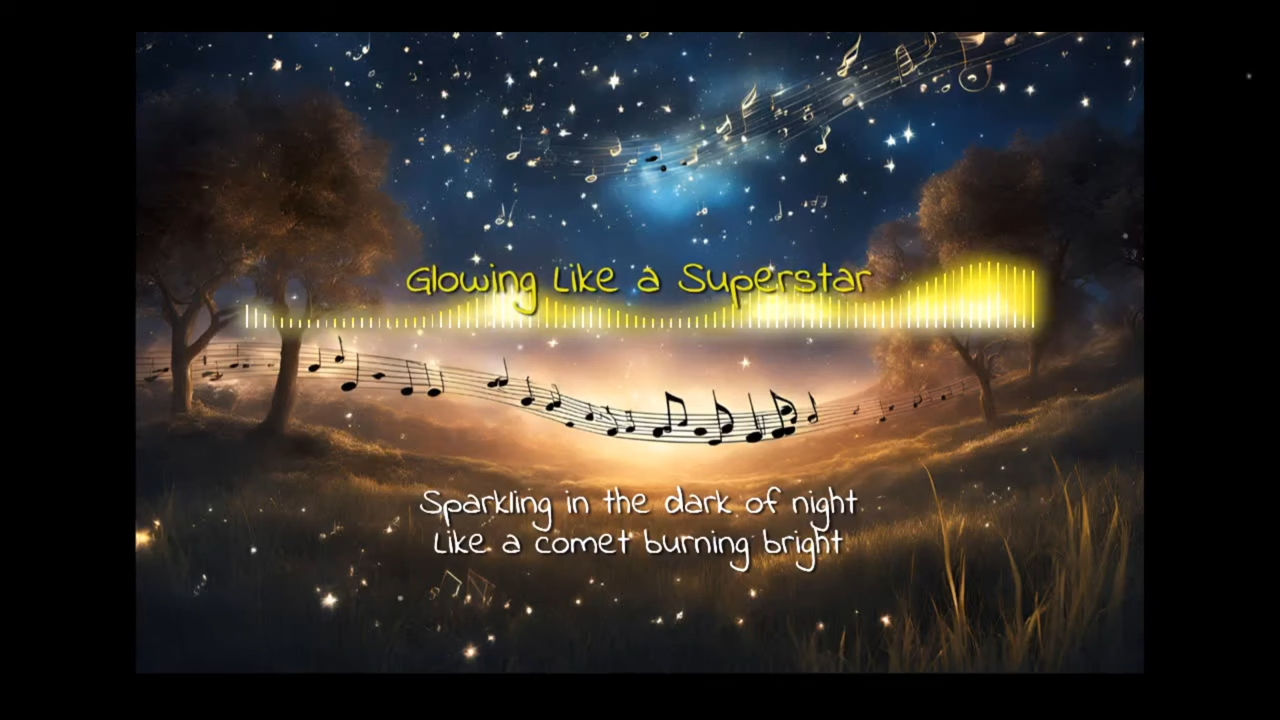 Glowing Like a Superstar
Sparkling in the dark of night
Like a comet burning bright